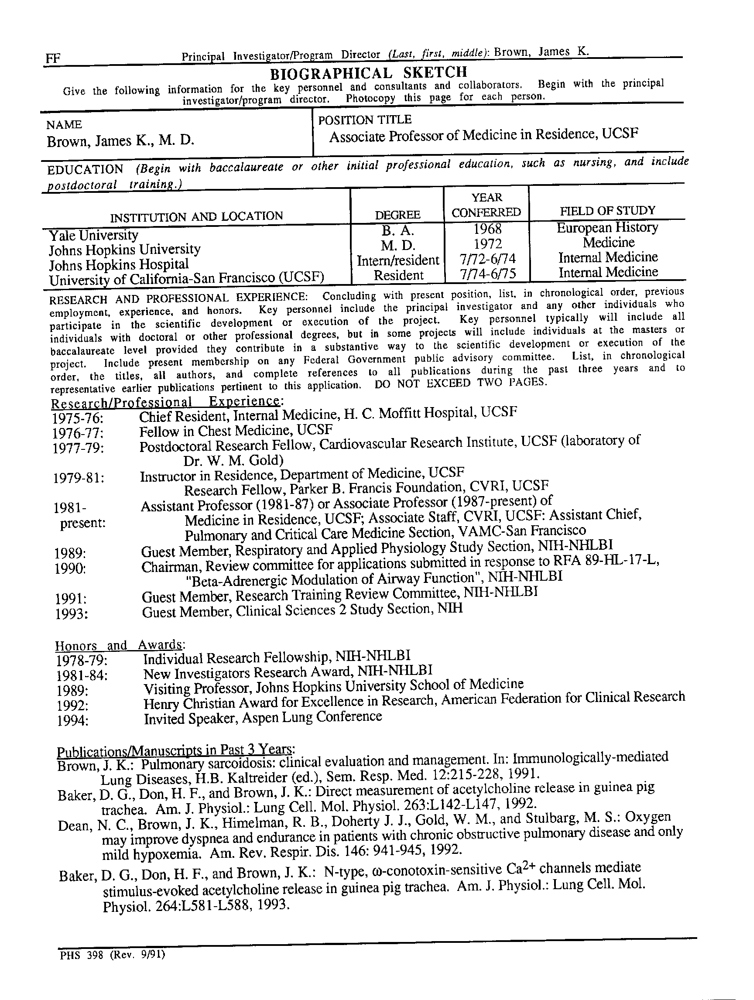 FF Principal Investigator/Program Director (Last, first, middle): Brown, James K.
BIOGRAPHICAL SKETCH
Give the following information for the key personnel and consultants and collaborators. Begin with the principal
investigator/program director. Photocopy this page for each person.
NAME POSITION TITLE
Brown, James K., M. D. Associate Professor of Medicine in Residence, UCSF
EDUCATION (Begin with baccalaureate or other initial professional education, such as nursing, and include
postdoctoral training.)
INSTITUTION AND LOCATION DEGREE YEAR CONFERRED FIELD OF STUDY
Yale University B. A. 1968 European History
Johns Hopkins University M. D. 1972 Medicine
Johns Hopkins Hospital Intern/resident 7/72-6/74 Internal Medicine
University of California-San Francisco (UCSF) Resident 7/74-6/75 Internal Medicine
RESEARCH AND PROFESSIONAL EXPERIENCE: Concluding with present position, list, in chronological order, previous
employment, experience, and honors. Key personnel include the principal investigator and any other individuals who
participate in the scientific development or execution of the project. Key personnel typically will include all
individuals with doctoral or other professional degrees, but in some projects will include individuals at the masters or
baccalaureate level provided they contribute in a substantive way to the scientific development or execution of the
project. Include present membership on any Federal Government public advisory committee. List, in chronological
order, the titles, all authors, and complete references to all publications during the past three years and to
representative earlier publications pertinent to this application. DO NOT EXCEED TWO PAGES.
Research/Professional Experience:
1975-76: Chief Resident, Internal Medicine, H. C. Moffitt Hospital, UCSF
1976-77: Fellow in Chest Medicine, UCSF
1977-79: Postdoctoral Research Fellow, Cardiovascular Research Institute, UCSF (laboratory of
Dr. W. M. Gold)
1979-81: Instructor in Residence, Department of Medicine, UCSF
Research Fellow, Parker B. Francis Foundation, CVRI, UCSF
1981- Assistant Professor (1981-87) or Associate Professor (1987-present) of
present: Medicine in Residence, UCSF; Associate Staff, CVRI, UCSF: Assistant Chief,
Pulmonary and Critical Care Medicine Section, VAMC-San Francisco
1989: Guest Member, Respiratory and Applied Physiology Study Section, NIH-NHLBI
1990: Chairman, Review committee for applications submitted in response to RFA 89-HL-17-L,
"Beta-Adrenergic Modulation of Airway Function", NIH-NHLBI
1991: Guest Member, Research Training Review Committee, NIH-NHLBI
1993: Guest Member, Clinical Sciences 2 Study Section, NIH
Honors and Awards:
1978-79: Individual Research Fellowship, NIH-NHLBI
1981-84: New Investigators Research Award, NIH-NHLBI
1989: Visiting Professor, Johns Hopkins University School of Medicine
1992: Henry Christian Award for Excellence in Research, American Federation for Clinical Research
1994: Invited Speaker, Aspen Lung Conference
Publications/Manuscripts in Past 3 Years:
Brown, J. K.: Pulmonary sarcoidosis: clinical evaluation and management. In: Immunologically-mediated
Lung Diseases, H.B. Kaltreider (ed.), Sem. Resp. Med. 12:215-228, 1991.
Baker, D. G., Don, H. F., and Brown, J. K.: Direct measurement of acetylcholine release in guinea pig
trachea. Am. J. Physiol.: Lung Cell. Mol. Physiol. 263:L142-L147, 1992.
Dean, N. C., Brown, J. K., Himelman, R. B., Doherty J. J., Gold, W. M., and Stulbarg, M. S.: Oxygen
may improve dyspnea and endurance in patients with chronic obstructive pulmonary disease and only
mild hypoxemia. Am. Rev. Respir. Dis. 146: 941-945, 1992.
Baker, D. G., Don, H. F., and Brown, J. K.: N-type, ω-conotoxin-sensitive Ca2+ channels mediate
stimulus-evoked acetylcholine release in guinea pig trachea. Am. J. Physiol.: Lung Cell. Mol.
Physiol. 264:L581-L588, 1993.
PHS 398 (Rev. 9/91)